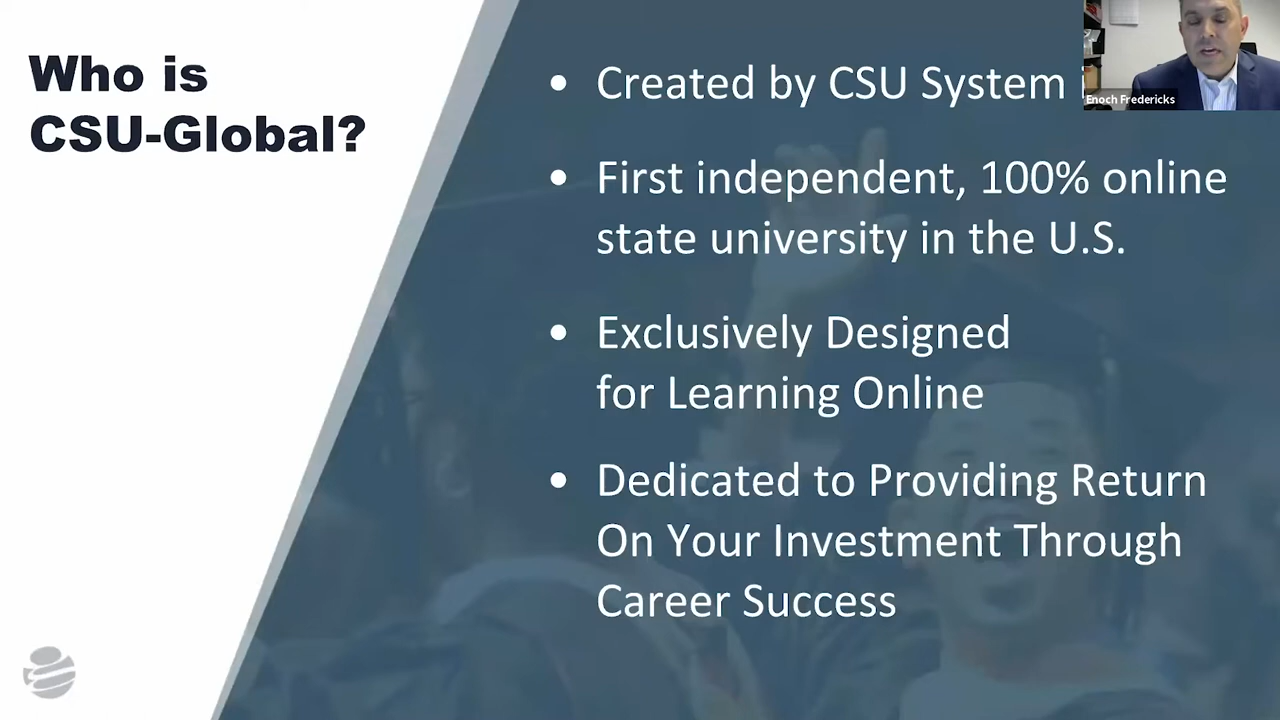 Who is
CSU-Global?
• Created by CSU System
• First independent, 100% online
state university in the U.S.
• Exclusively Designed
for Learning Online
• Dedicated to Providing Return
On Your Investment Through
Career Success
Enoch Fredericks